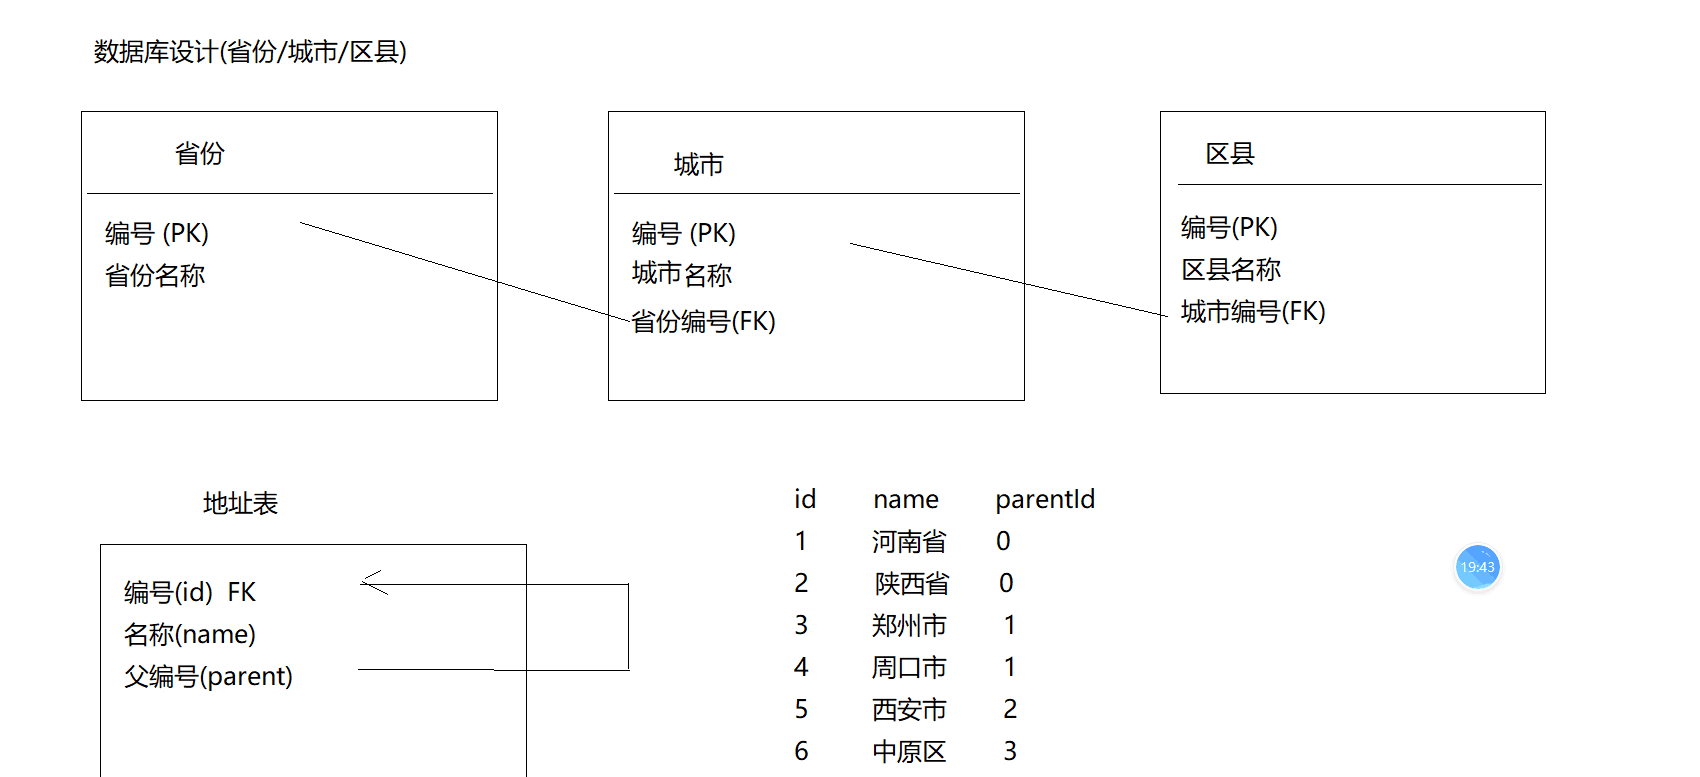 数据库设计(省份/城市/区县)
省份
编号 (PK)
省份名称
城市
编号 (PK)
城市名称
省份编号(FK)
区县
编号(PK)
区县名称
城市编号(FK)
地址表
编号(id) FK
名称(name)
父编号(parent)
id name parentId
1 河南省 0
2 陕西省 0
3 郑州市 1
4 周口市 1
5 西安市 2
6 中原区 3
19:43